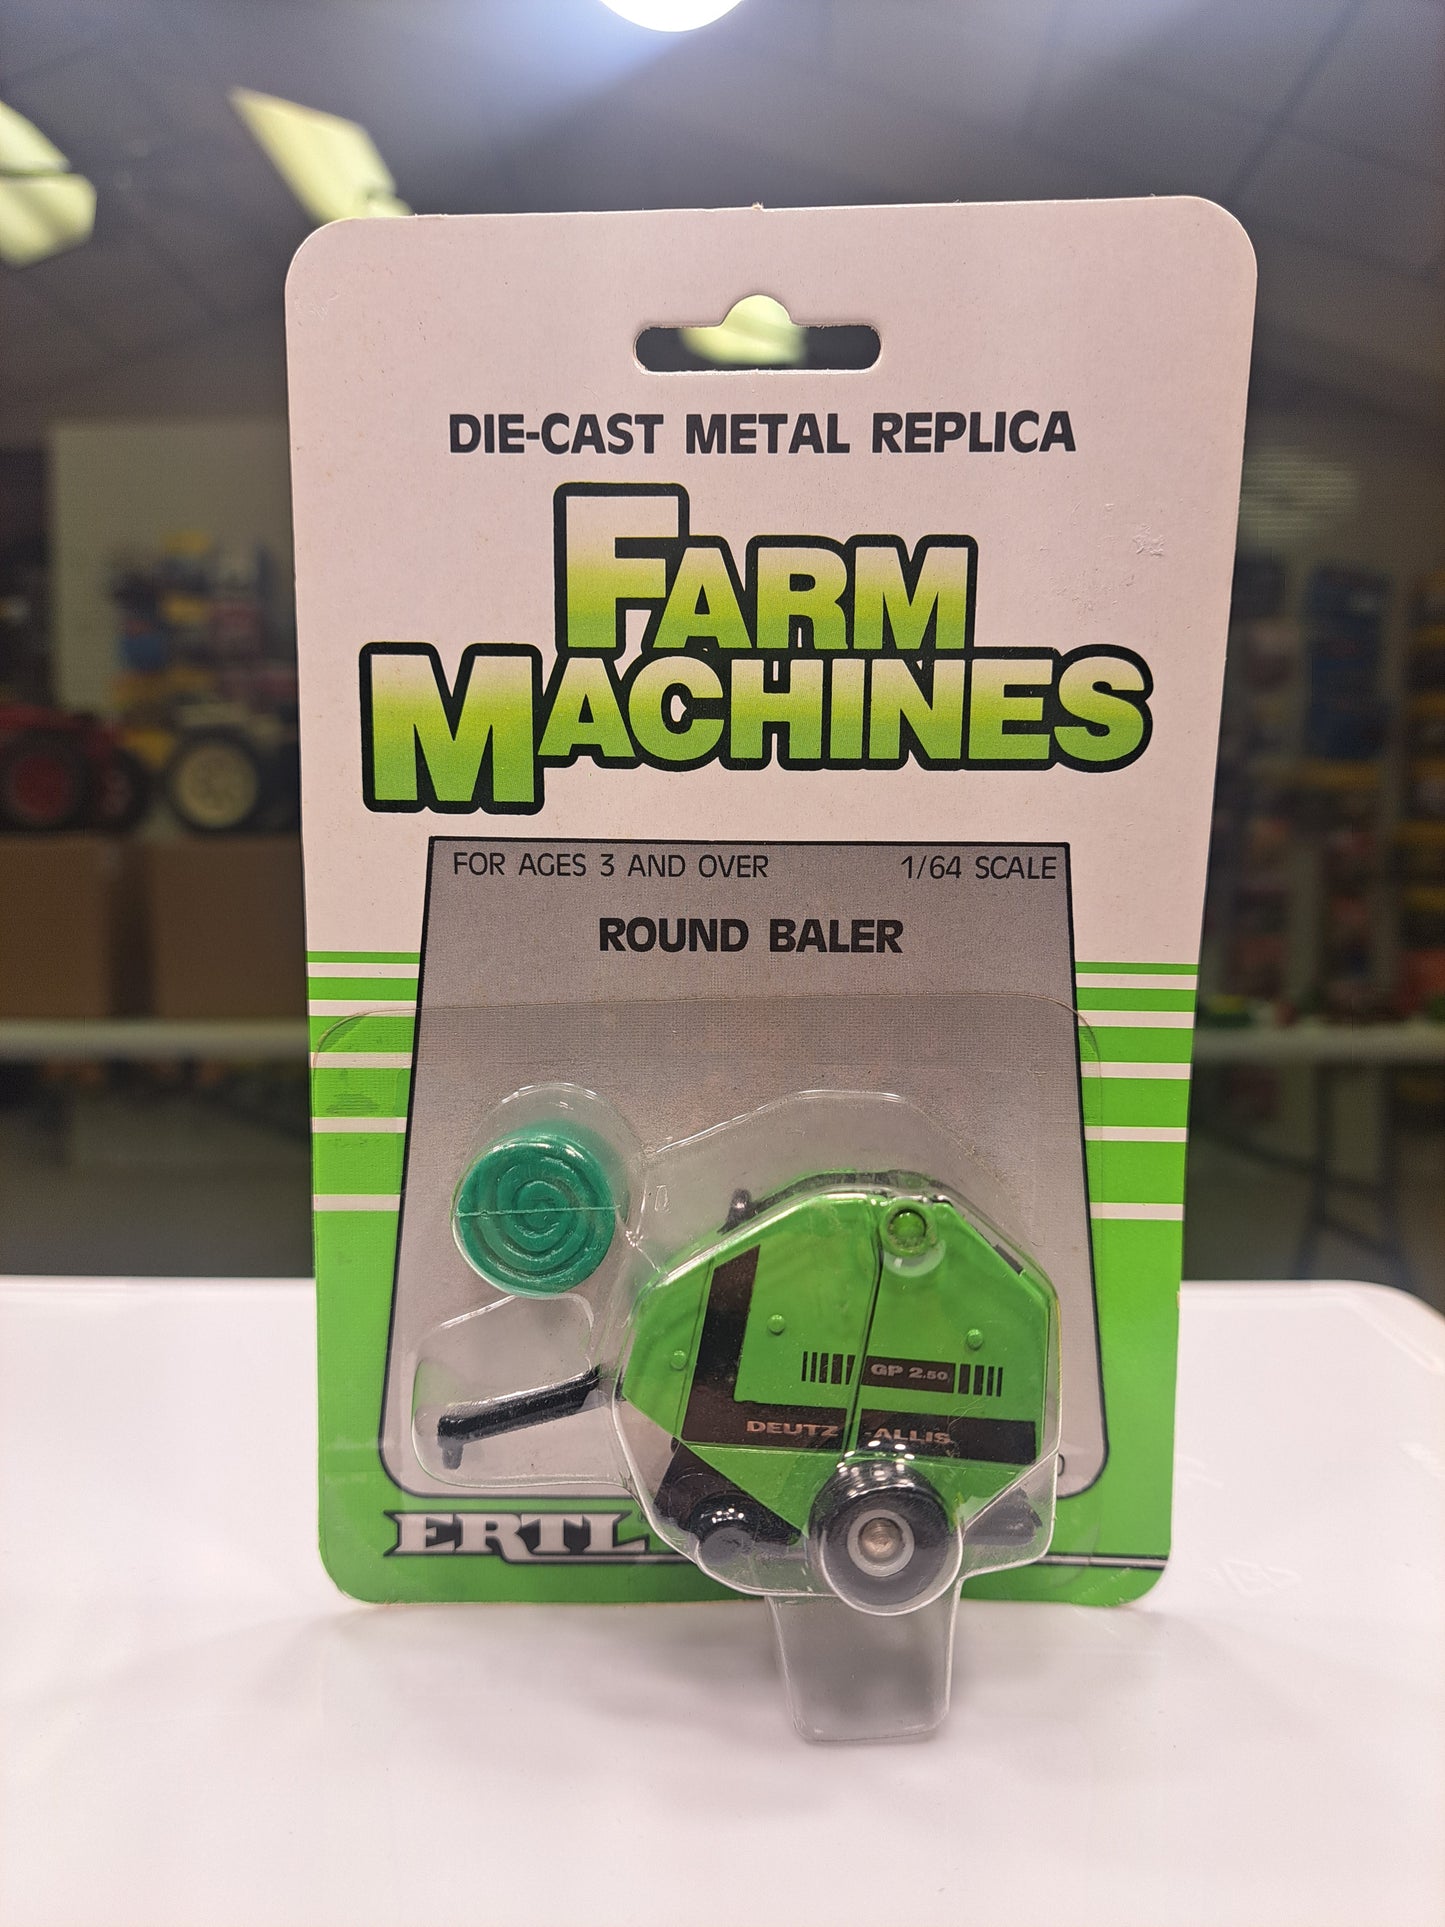 DIE-CAST METAL REPLICA
FARM
MACHINES
FOR AGES 3 AND OVER 1/64 SCALE
ROUND BALER
GP 2.50
DEUTZ ALLIS
ERTL